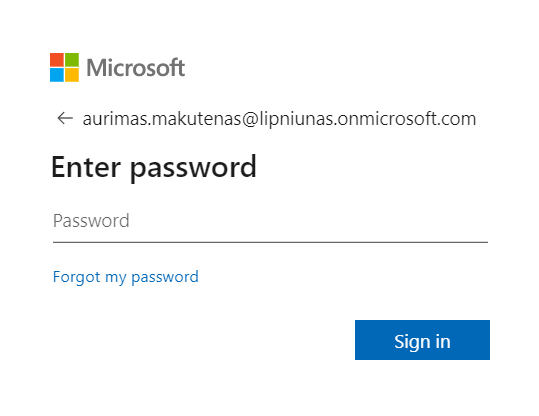 Microsoft
← aurimas.makutenas@lipniunas.onmicrosoft.com
Enter password
Password
Forgot my password
Sign in